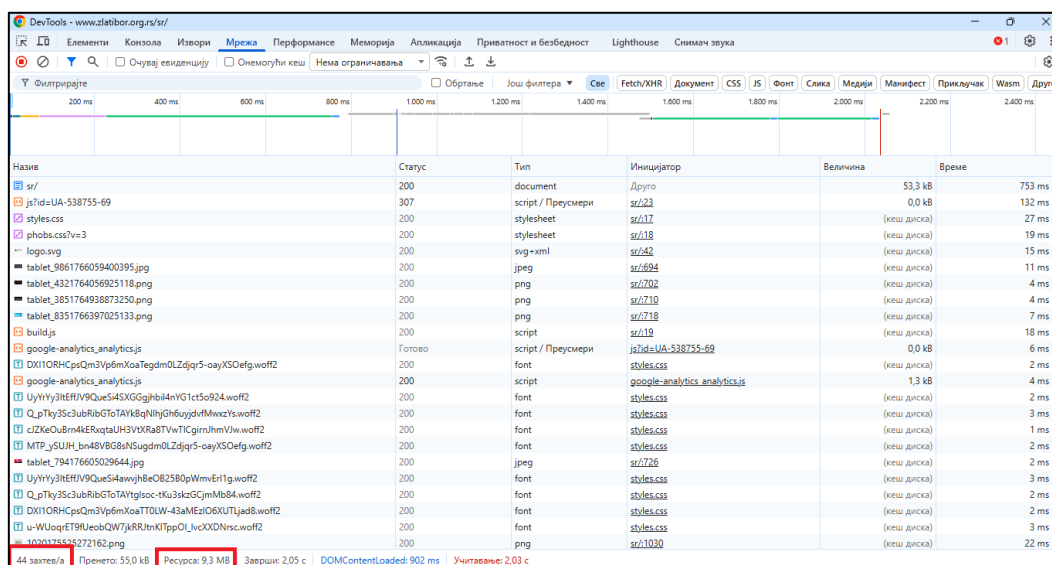 DevTools - www.zlatibor.org.rs/sr/
Елементи Конзола Извори Мрежа Перформансе Меморија Апликација Приватност и безбедност Lighthouse Снимач звука 1
Очувај евиденцију Онемогући кеш Нема ограничавања
Филтрирајте Обртање Још филтера Све Fetch/XHR Документ CSS JS Фонт Слика Медији Манифест Прикључак Wasm Друго
200 ms 400 ms 600 ms 800 ms 1.000 ms 1.200 ms 1.400 ms 1.600 ms 1.800 ms 2.000 ms 2.200 ms 2.400 ms
Назив Статус Тип Иницијатор Величина Време
sr/ 200 document Друго 53,3 kB 753 ms
js?id=UA-538755-69 307 script / Преусмери sr/:23 0,0 kB 132 ms
styles.css 200 stylesheet sr/:17 (кеш диска) 27 ms
phobs.css?v=3 200 stylesheet sr/:18 (кеш диска) 19 ms
logo.svg 200 svg+xml sr/:42 (кеш диска) 15 ms
tablet_9861766059400395.jpg 200 jpeg sr/:694 (кеш диска) 11 ms
tablet_4321764056925118.png 200 png sr/:702 (кеш диска) 4 ms
tablet_3851764938873250.png 200 png sr/:710 (кеш диска) 4 ms
tablet_8351766397025133.png 200 png sr/:718 (кеш диска) 7 ms
build.js 200 script sr/:19 (кеш диска) 18 ms
google-analytics_analytics.js Готово script / Преусмери js?id=UA-538755-69 0,0 kB 6 ms
DXI1ORHCpsQm3Vp6mXoaTegdm0LZdjqr5-oayXSOefg.woff2 200 font styles.css (кеш диска) 2 ms
google-analytics_analytics.js 200 script google-analytics_analytics.js 1,3 kB 4 ms
UyYrYy3ItEffJV9QueSi4SXGGgjhbil4nYG1ct5o924.woff2 200 font styles.css (кеш диска) 2 ms
Q_pTky3Sc3ubRibGToTAYkBqNlhjGh6uyjdvfMwxzYs.woff2 200 font styles.css (кеш диска) 3 ms
cJZKeOuBrn4kERxqtaUH3VtXRa8TVwTICgirnJhmVJw.woff2 200 font styles.css (кеш диска) 1 ms
MTP_ySUJH_bn48VBG8sNSugdm0LZdjqr5-oayXSOefg.woff2 200 font styles.css (кеш диска) 2 ms
tablet_794176605029644.jpg 200 jpeg sr/:726 (кеш диска) 2 ms
UyYrYy3ItEffJV9QueSi4awvjhBeOB25B0pWmvErl1g.woff2 200 font styles.css (кеш диска) 3 ms
Q_pTky3Sc3ubRibGToTAYtglsoc-tKu3skzGCjmMb84.woff2 200 font styles.css (кеш диска) 2 ms
DXI1ORHCpsQm3Vp6mXoaTT0LW-43aMEzIO6XUTLjad8.woff2 200 font styles.css (кеш диска) 2 ms
u-WUoqrET9fUeobQW7jkRRJtnKITppOI_IvcXXDNrsc.woff2 200 font styles.css (кеш диска) 3 ms
1020175525272162.png 200 png sr/:1030 (кеш диска) 22 ms
44 захтев/а Пренето: 55,0 kB Ресурса: 9,3 MB Заврши: 2,05 с DOMContentLoaded: 902 ms Учитавање: 2,03 с